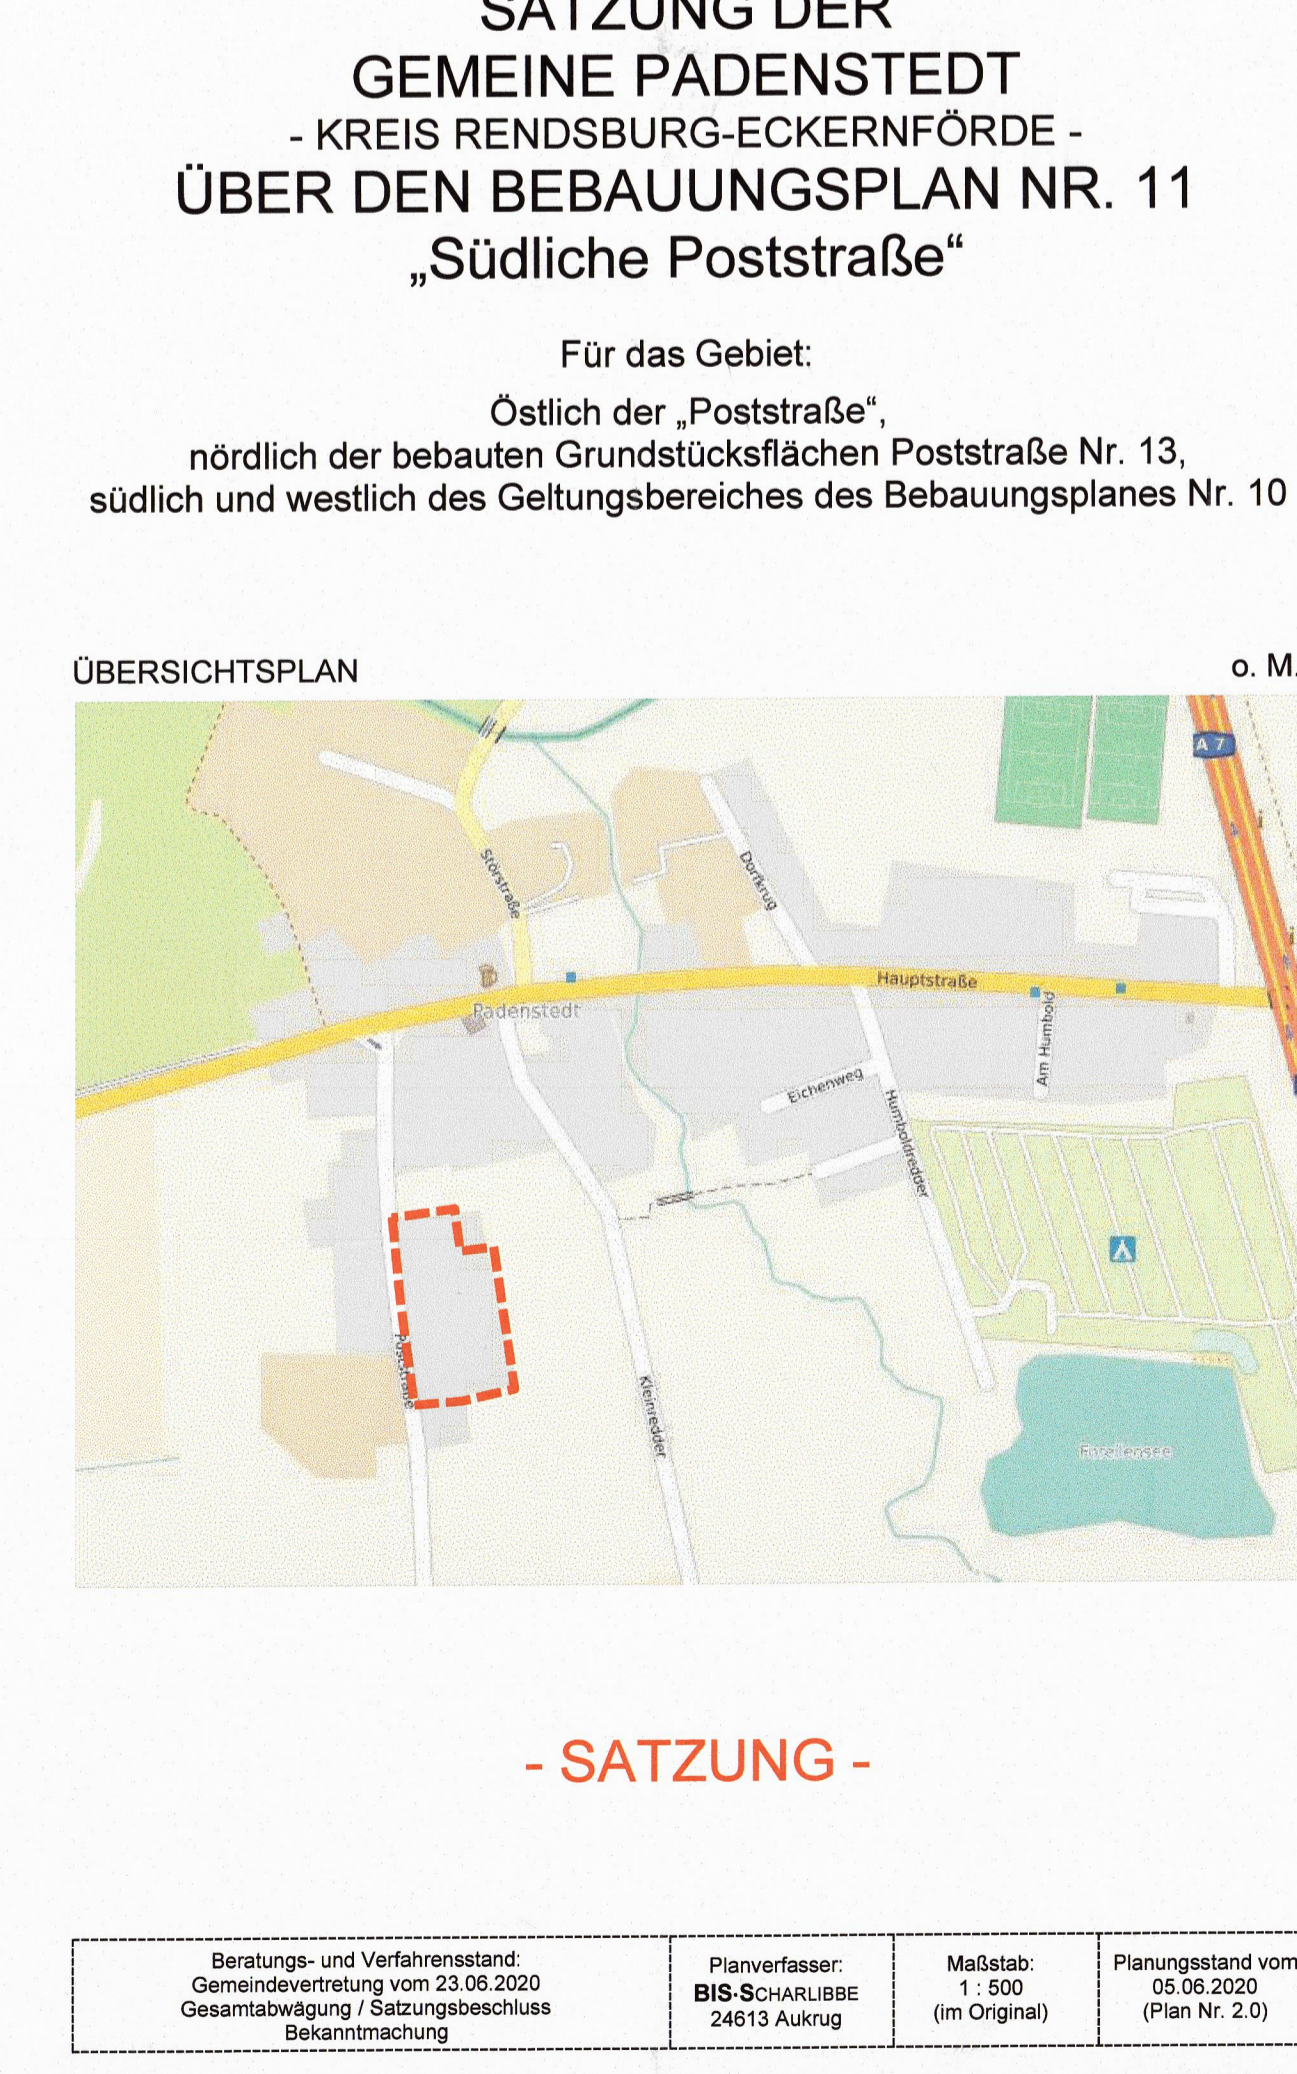 SATZUNG DER
GEMEINE PADENSTEDT
- KREIS RENDSBURG-ECKERNFÖRDE -
ÜBER DEN BEBAUUNGSPLAN NR. 11
„Südliche Poststraße“
Für das Gebiet:
Östlich der „Poststraße“,
nördlich der bebauten Grundstücksflächen Poststraße Nr. 13,
südlich und westlich des Geltungsbereiches des Bebauungsplanes Nr. 10
ÜBERSICHTSPLAN
o. M.
A 7
Störstraße
Dorfkrug
Hauptstraße
Padenstedt
Am Humbold
Eichenweg
Humboldredder
Poststraße
Kleinredder
Forellensee
- SATZUNG -
Beratungs- und Verfahrensstand:
Gemeindevertretung vom 23.06.2020
Gesamtabwägung / Satzungsbeschluss
Bekanntmachung
Planverfasser:
BIS·SCHARLIBBE
24613 Aukrug
Maßstab:
1 : 500
(im Original)
Planungsstand vom
05.06.2020
(Plan Nr. 2.0)